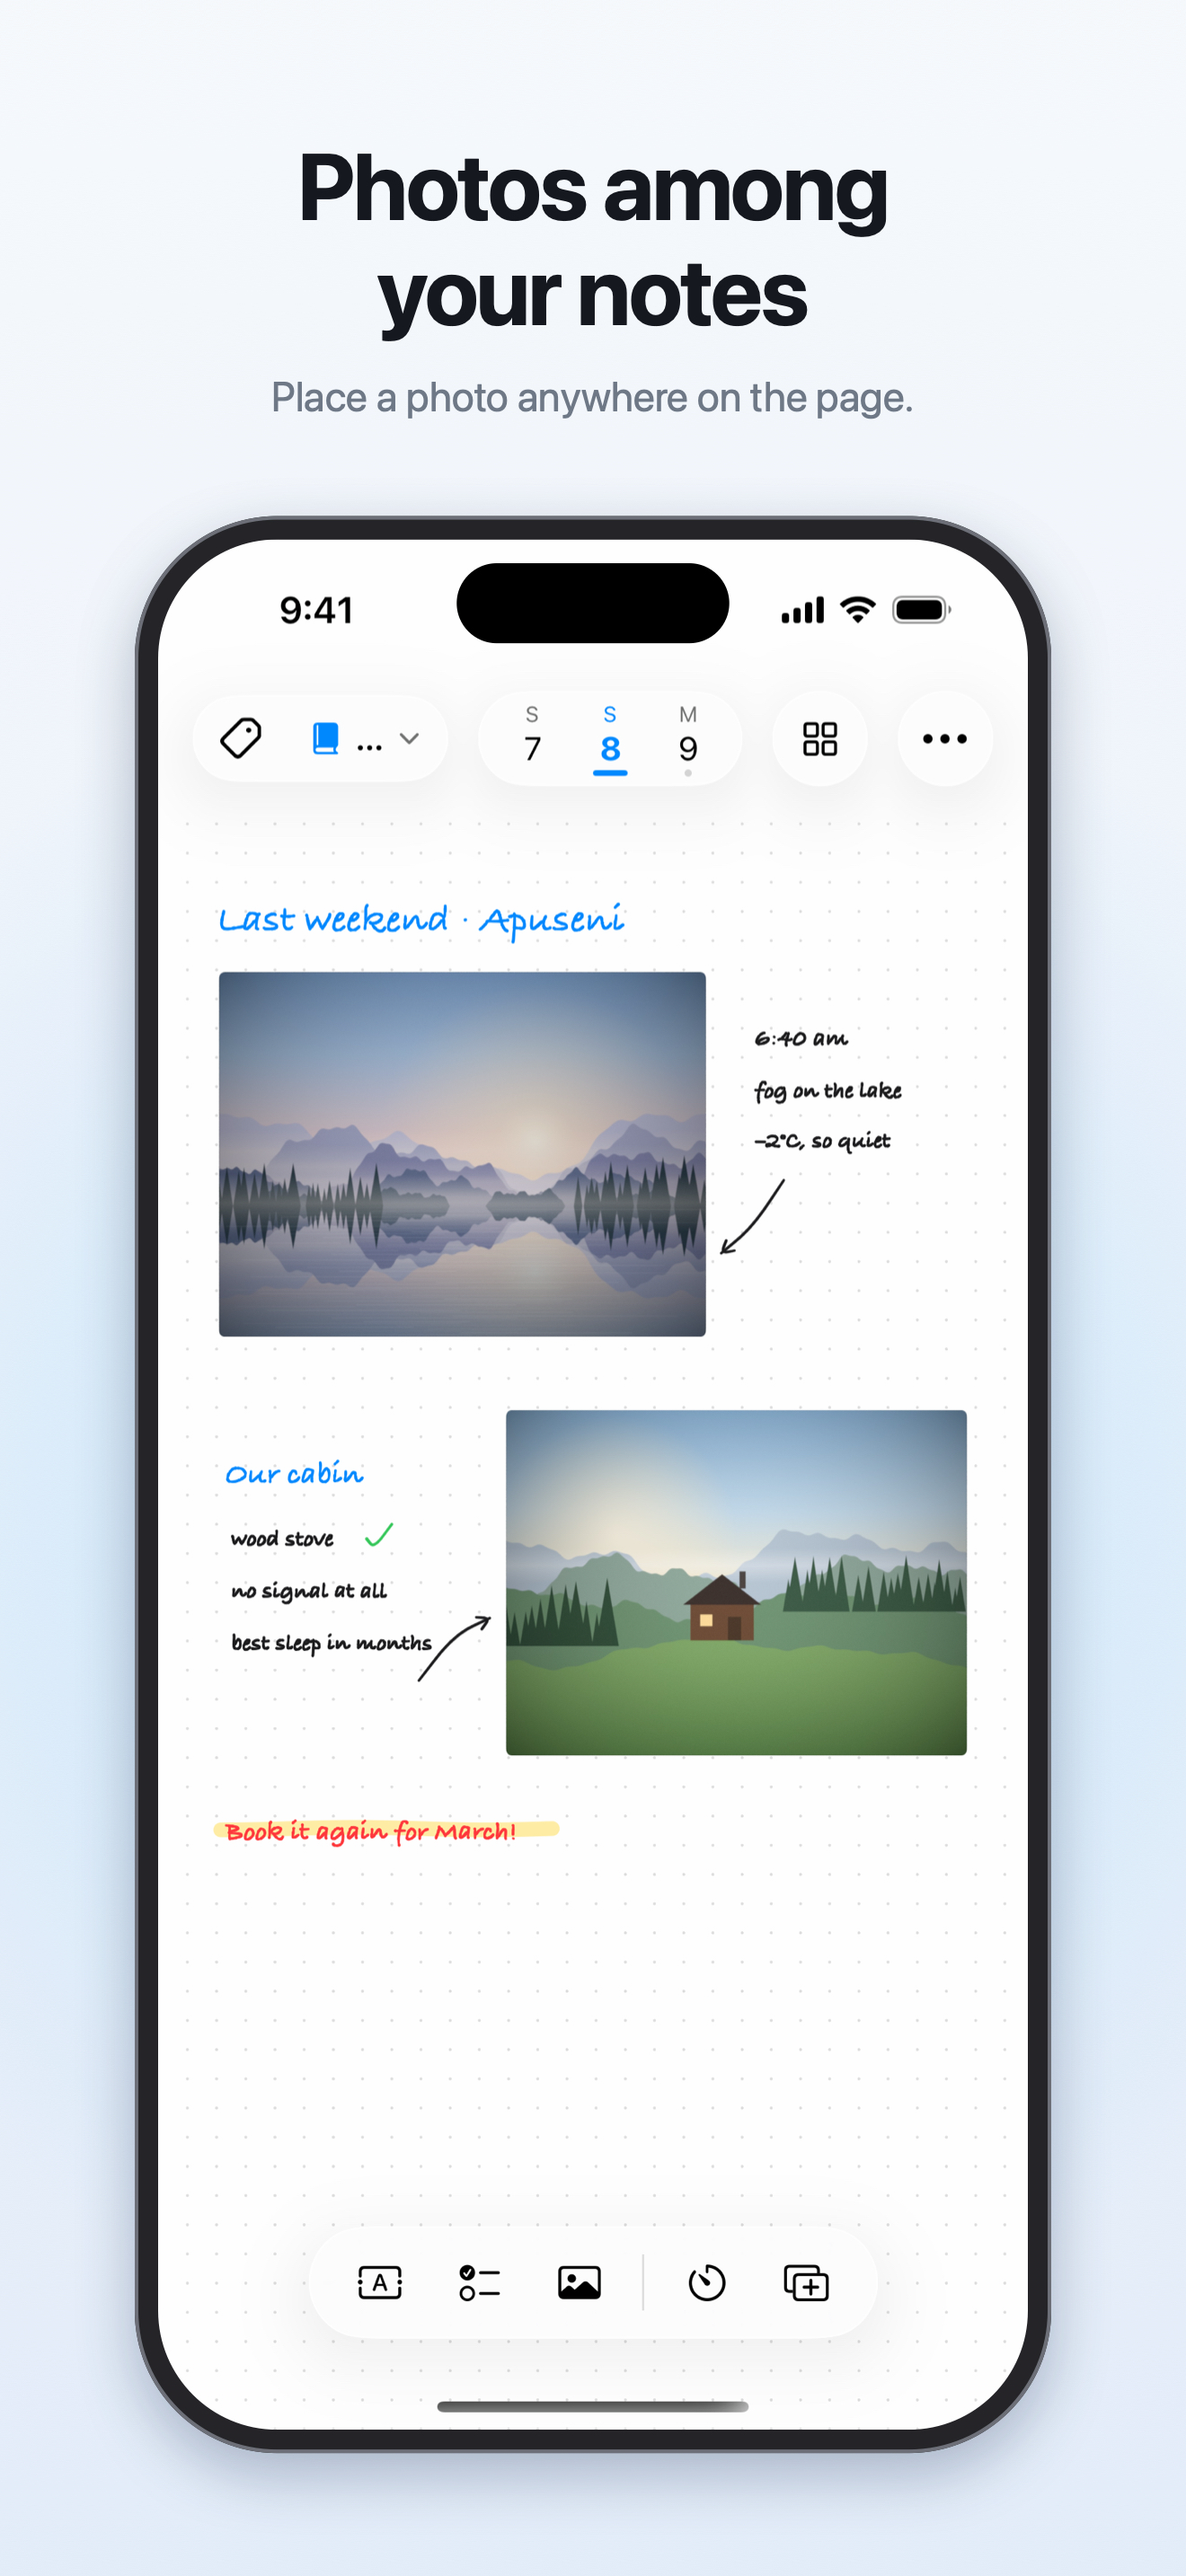 Photos among
your notes
Place a photo anywhere on the page.
9:41
S S M
7 8 9
...
Last weekend · Apuseni
6:40 am
fog on the lake
–2°C, so quiet
Our cabin
wood stove
no signal at all
best sleep in months
Book it again for March!
A